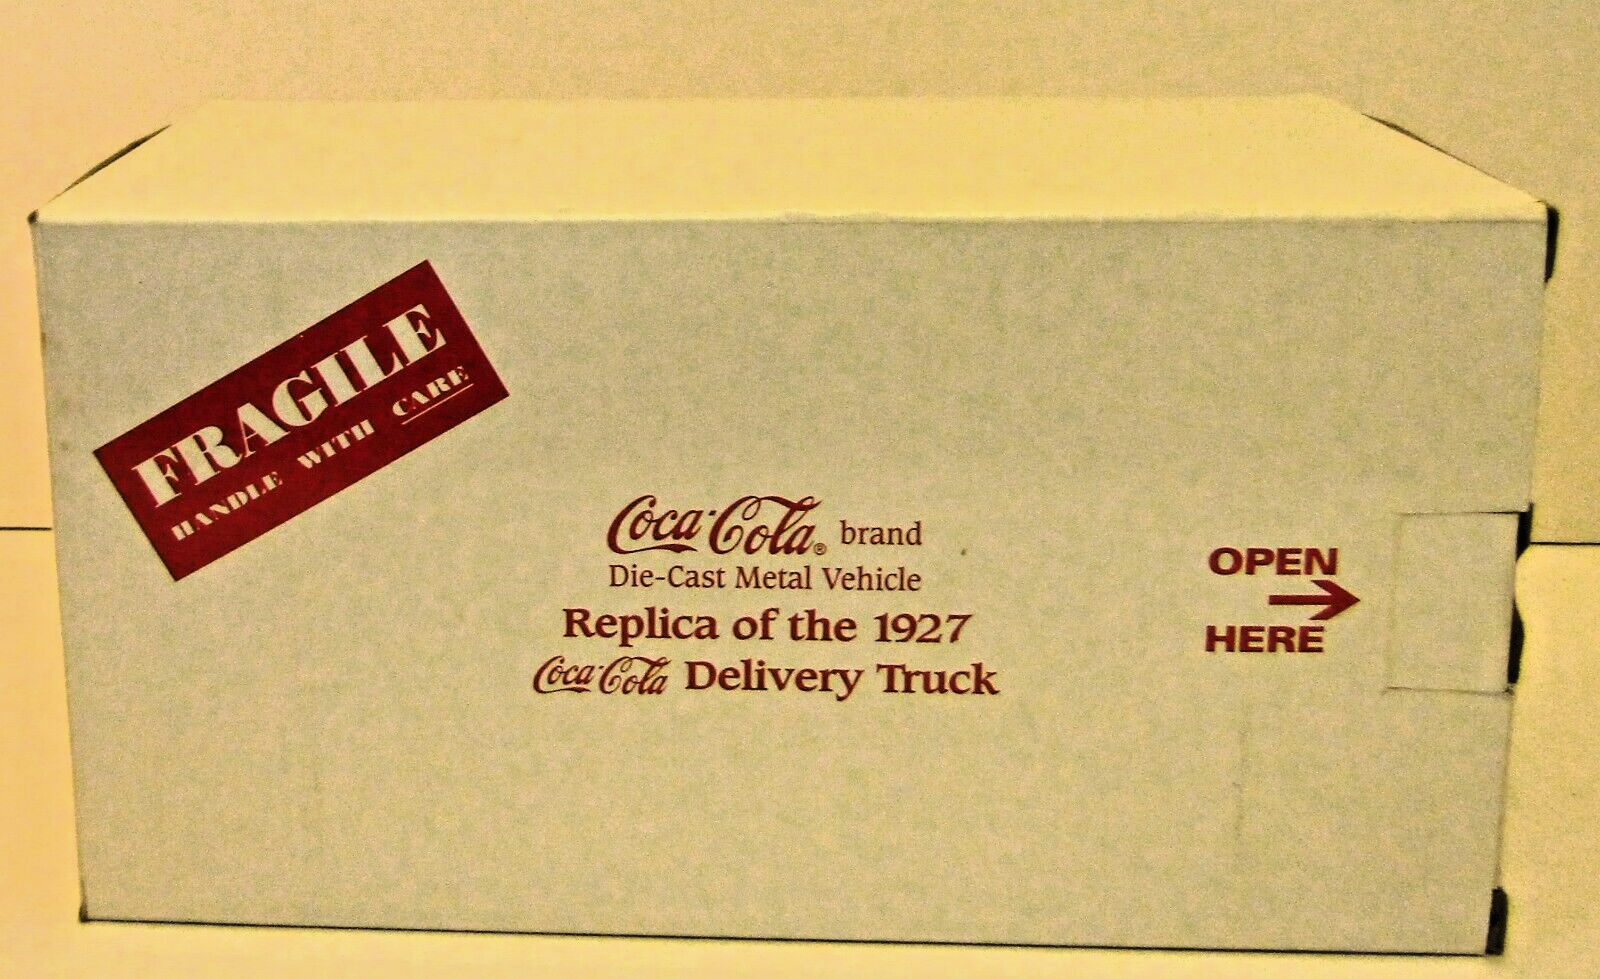 FRAGILE
HANDLE WITH CARE
Coca-Cola® brand
Die-Cast Metal Vehicle
Replica of the 1927
Coca-Cola Delivery Truck
OPEN
HERE